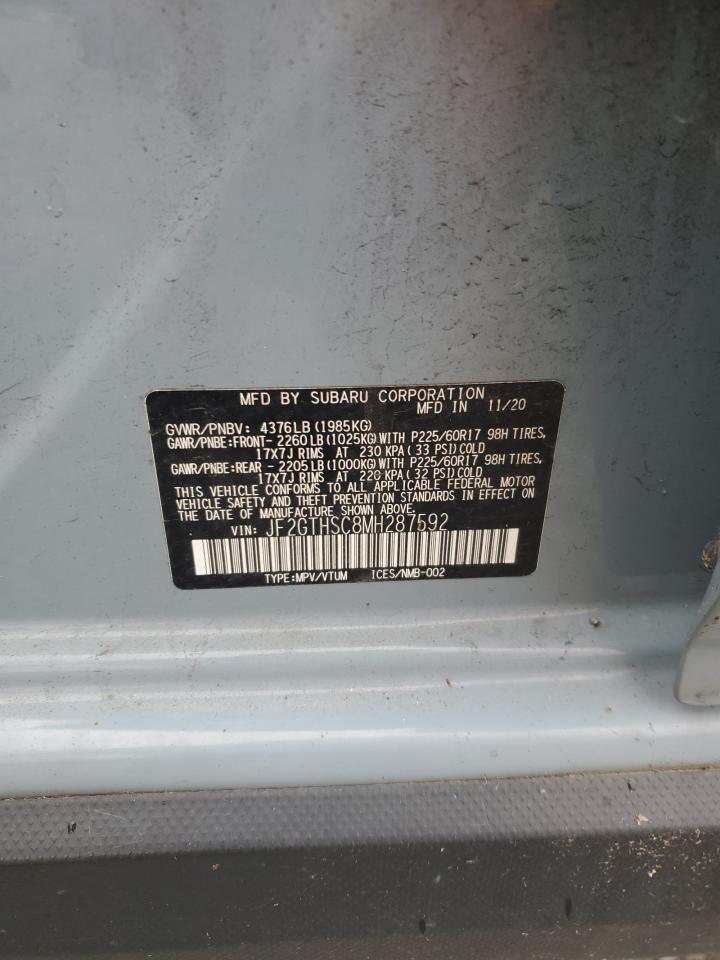 MFD BY SUBARU CORPORATION
MFD IN 11/20
GVWR/PNBV: 4376LB(1985KG)
GAWR/PNBE:FRONT- 2260LB(1025KG)WITH P225/60R17 98H TIRES,
17X7J RIMS AT 230 KPA(33 PSI)COLD
GAWR/PNBE:REAR - 2205LB(1000KG)WITH P225/60R17 98H TIRES,
17X7J RIMS AT 220 KPA(32 PSI)COLD
THIS VEHICLE CONFORMS TO ALL APPLICABLE FEDERAL MOTOR
VEHICLE SAFETY AND THEFT PREVENTION STANDARDS IN EFFECT ON
THE DATE OF MANUFACTURE SHOWN ABOVE.
VIN: JF2GTHSC8MH287592
TYPE:MPV/VTUM ICES/NMB-002